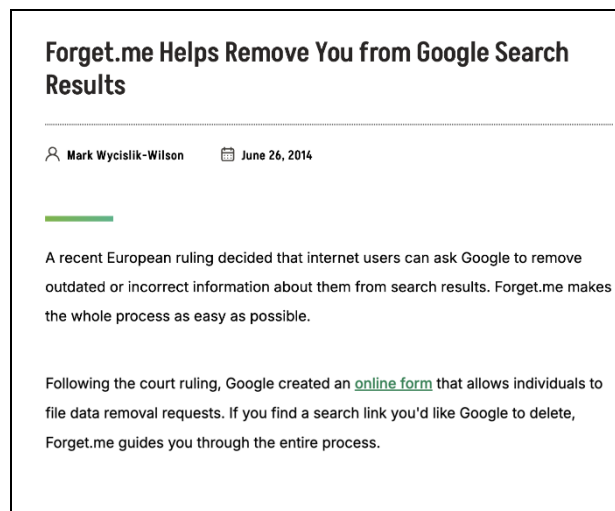 Forget.me Helps Remove You from Google Search
Results
Mark Wycislik-Wilson June 26, 2014
A recent European ruling decided that internet users can ask Google to remove
outdated or incorrect information about them from search results. Forget.me makes
the whole process as easy as possible.
Following the court ruling, Google created an online form that allows individuals to
file data removal requests. If you find a search link you'd like Google to delete,
Forget.me guides you through the entire process.